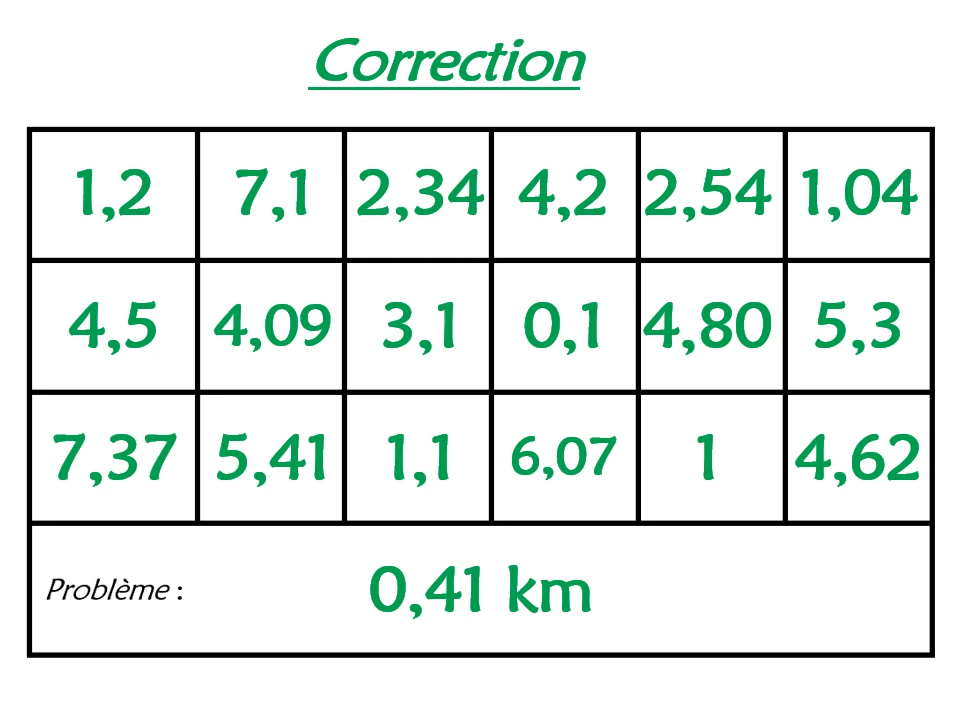 Correction
1,2 7,1 2,34 4,2 2,54 1,04
4,5 4,09 3,1 0,1 4,80 5,3
7,37 5,41 1,1 6,07 1 4,62
Problème : 0,41 km